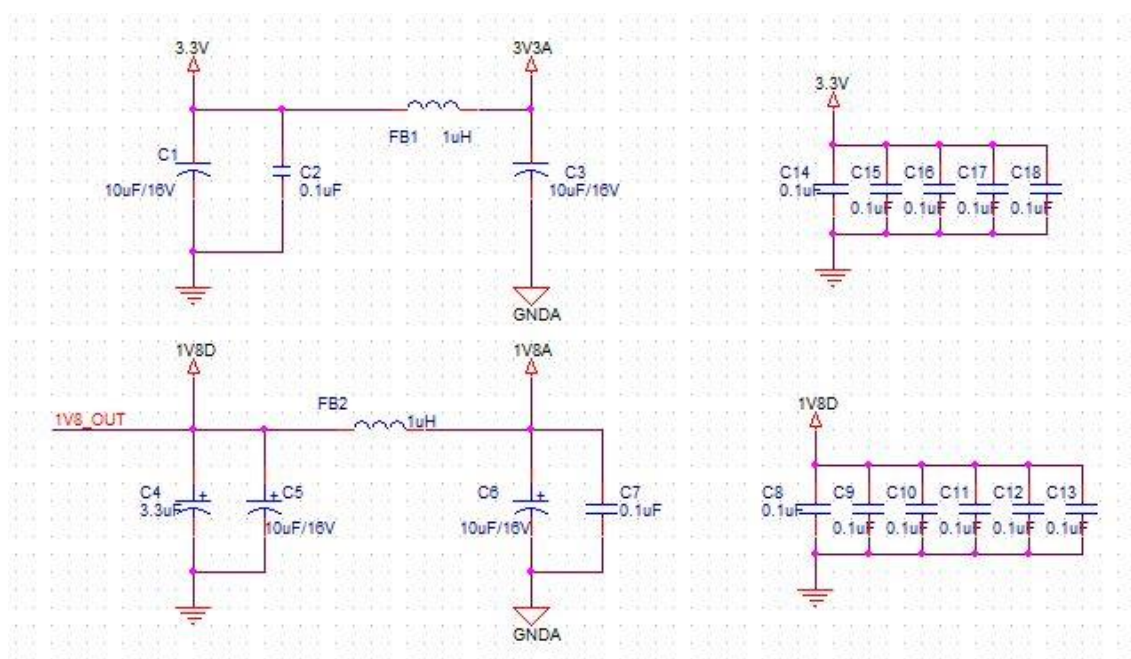 3.3V
3V3A
3.3V
FB1 1uH
C1
10uF/16V
C2
0.1uF
C3
10uF/16V
C14
0.1uF
C15
0.1uF
C16
0.1uF
C17
0.1uF
C18
0.1uF
GNDA
1V8D
1V8A
1V8_OUT
FB2
1uH
1V8D
C4
3.3uF
C5
10uF/16V
C6
10uF/16V
C7
0.1uF
C8
0.1uF
C9
0.1uF
C10
0.1uF
C11
0.1uF
C12
0.1uF
C13
0.1uF
GNDA